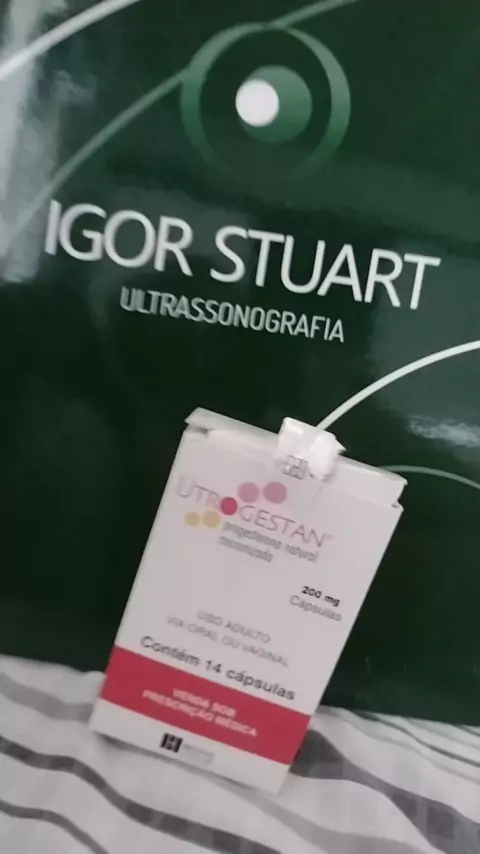 IGOR STUART
ULTRASSONOGRAFIA
UTROGESTAN®
progesterona natural
micronizada
200 mg
Cápsulas
USO ADULTO
VIA ORAL OU VAGINAL
Contém 14 cápsulas
VENDA SOB
PRESCRIÇÃO MÉDICA